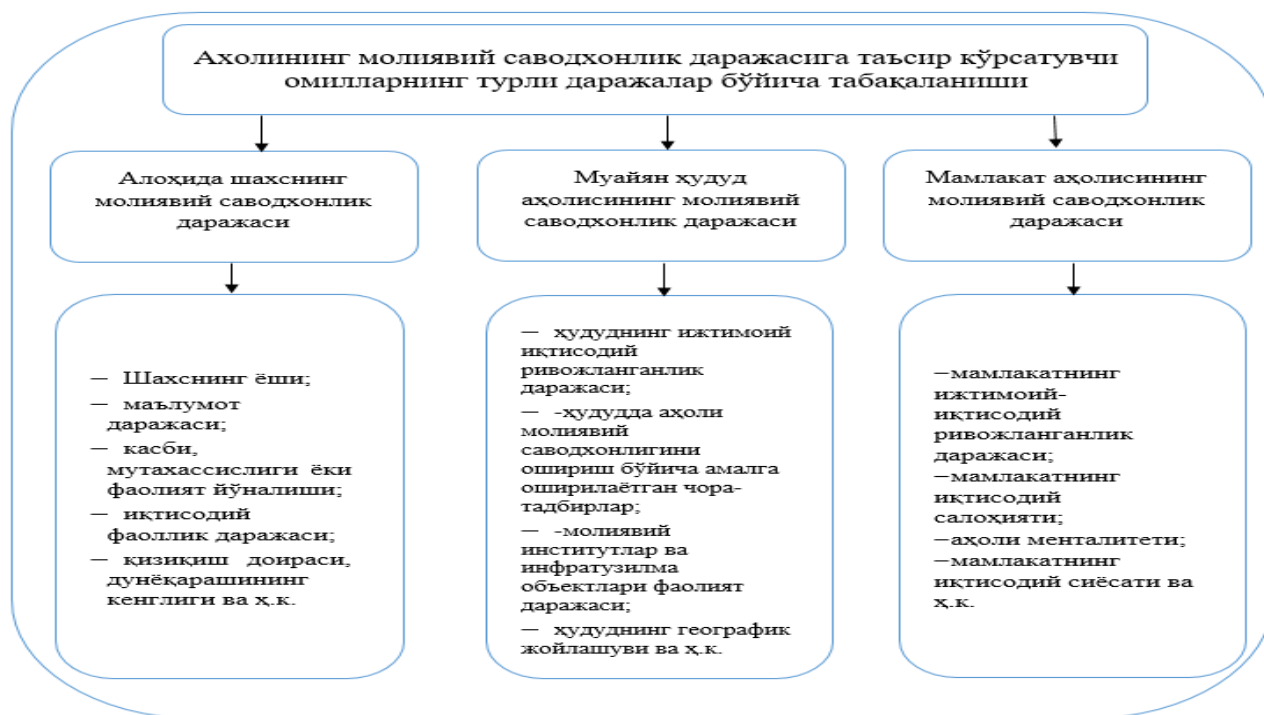 Ахолининг молиявий саводхонлик даражасига таъсир кўрсатувчи
омилларнинг турли даражалар бўйича табақаланиши
Алоҳида шахснинг
молиявий саводхонлик
даражаси
Муайян ҳудуд
аҳолисининг молиявий
саводхонлик даражаси
Мамлакат аҳолисининг
молиявий саводхонлик
даражаси
— Шахснинг ёши;
— маълумот
даражаси;
— касби,
мутахассислиги ёки
фаолият йўналиши;
— иқтисодий
фаоллик даражаси;
— қизиқиш доираси,
дунёқарашининг
кенглиги ва ҳ.к.
— ҳудуднинг ижтимоий
иқтисодий
ривожланганлик
даражаси;
— -ҳудудда аҳоли
молиявий
саводхонлигини
ошириш бўйича амалга
оширилаётган чора-
тадбирлар;
— -молиявий
институтлар ва
инфратузилма
объектлари фаолият
даражаси;
— ҳудуднинг географик
жойлашуви ва ҳ.к.
—мамлакатнинг
ижтимоий-
иқтисодий
ривожланганлик
даражаси;
—мамлакатнинг
иқтисодий
салоҳияти;
—аҳоли менталитети;
—мамлакатнинг
иқтисодий сиёсати ва
ҳ.к.